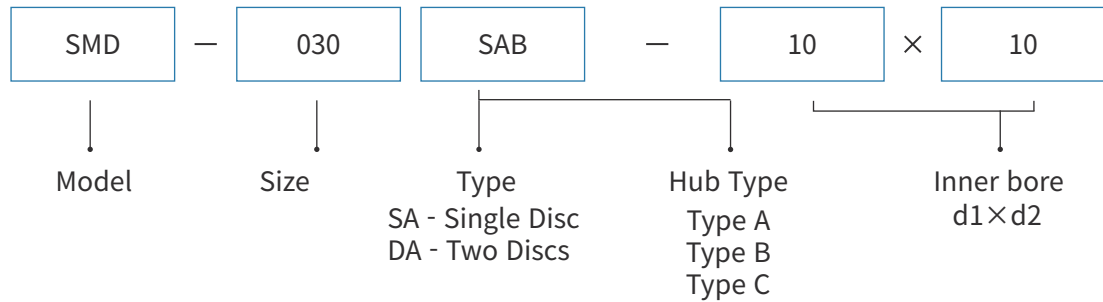 SMD — 030 SAB — 10 × 10
Model
Size
Type
SA - Single Disc
DA - Two Discs
Hub Type
Type A
Type B
Type C
Inner bore
d1×d2